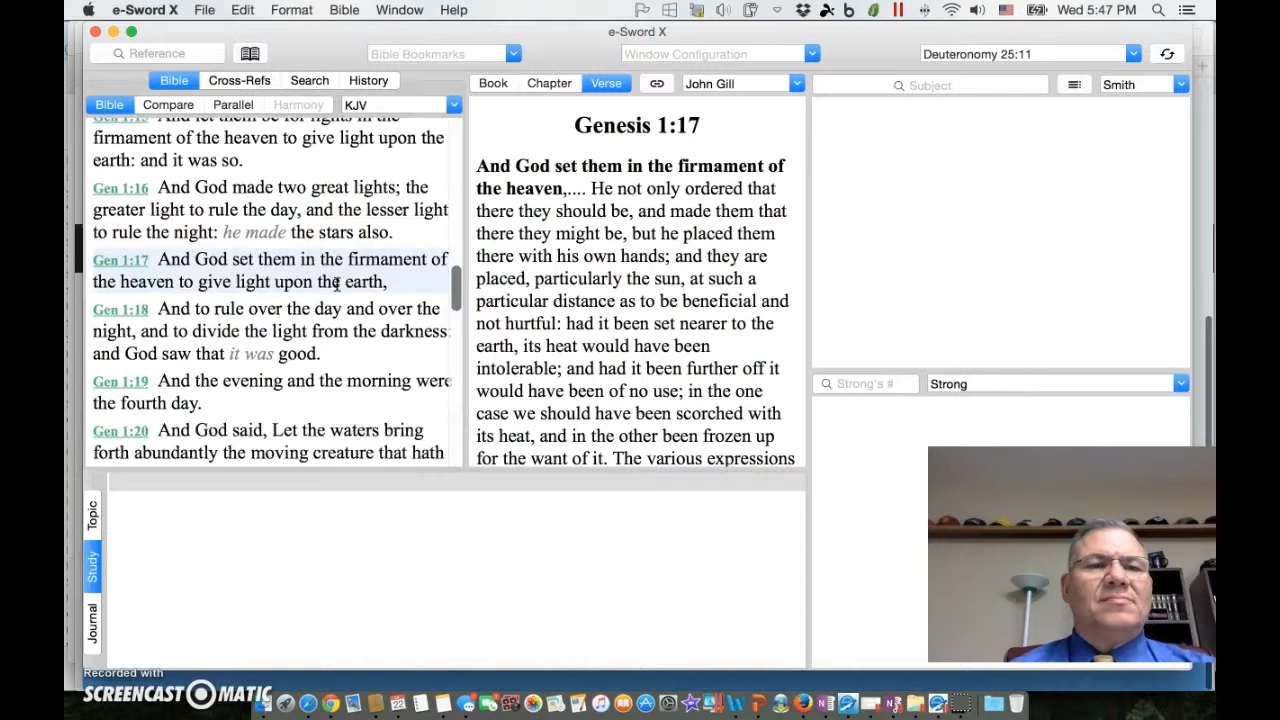 e-Sword X File Edit Format Bible Window Help
Wed 5:47 PM
e-Sword X
Reference
Bible Bookmarks
Window Configuration
Deuteronomy 25:11
Bible Cross-Refs Search History
Bible Compare Parallel Harmony KJV
Book Chapter Verse John Gill
Subject
Smith
Gen 1:15 And let them be for lights in the
firmament of the heaven to give light upon the
earth: and it was so.
Gen 1:16 And God made two great lights; the
greater light to rule the day, and the lesser light
to rule the night: he made the stars also.
Gen 1:17 And God set them in the firmament of
the heaven to give light upon the earth,
Gen 1:18 And to rule over the day and over the
night, and to divide the light from the darkness:
and God saw that it was good.
Gen 1:19 And the evening and the morning were
the fourth day.
Gen 1:20 And God said, Let the waters bring
forth abundantly the moving creature that hath
Genesis 1:17
And God set them in the firmament of
the heaven,.... He not only ordered that
there they should be, and made them that
there they might be, but he placed them
there with his own hands; and they are
placed, particularly the sun, at such a
particular distance as to be beneficial and
not hurtful: had it been set nearer to the
earth, its heat would have been
intolerable; and had it been further off it
would have been of no use; in the one
case we should have been scorched with
its heat, and in the other been frozen up
for the want of it. The various expressions
Strong's #
Strong
Topic
Study
Journal
Recorded with
SCREENCAST MATIC